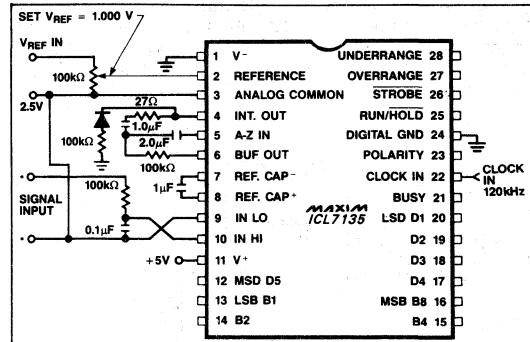 SET VREF = 1.000 V
VREF IN
100kΩ
2.5V
27Ω
1.0µF
100kΩ
2.0µF
100kΩ
1µF
100kΩ
SIGNAL
INPUT
0.1µF
+5V
1 V-
2 REFERENCE
3 ANALOG COMMON
4 INT. OUT
5 A-Z IN
6 BUF OUT
7 REF. CAP-
8 REF. CAP+
9 IN LO
10 IN HI
11 V+
12 MSD D5
13 LSB B1
14 B2
MAXIM
ICL7135
UNDERRANGE 28
OVERRANGE 27
STROBE 26
RUN/HOLD 25
DIGITAL GND 24
POLARITY 23
CLOCK IN 22
BUSY 21
LSD D1 20
D2 19
D3 18
D4 17
MSB B8 16
B4 15
CLOCK
IN
120kHz